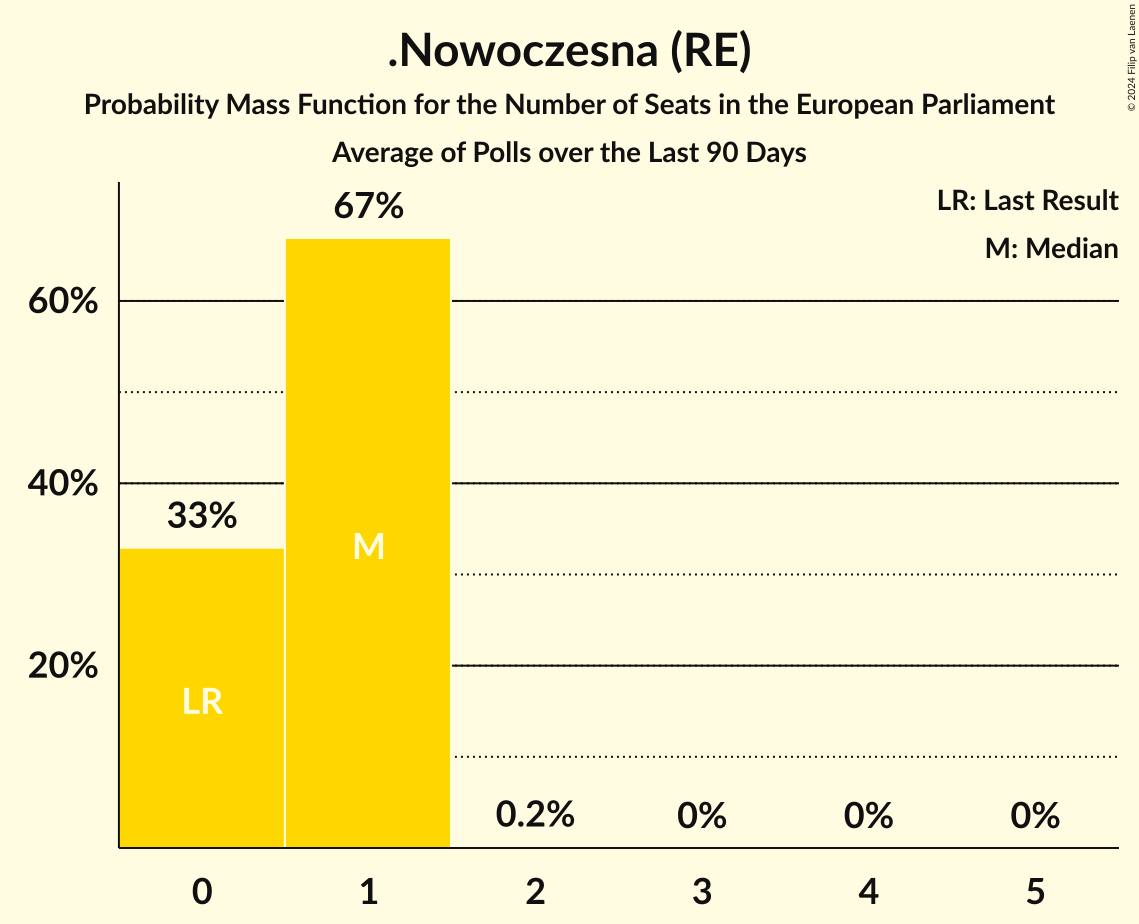 .Nowoczesna (RE)
Probability Mass Function for the Number of Seats in the European Parliament
Average of Polls over the Last 90 Days
© 2024 Filip van Laenen
LR: Last Result
M: Median
67%
60%
40%
33%
M
20%
LR
0.2%
0%
0%
0%
0
1
2
3
4
5